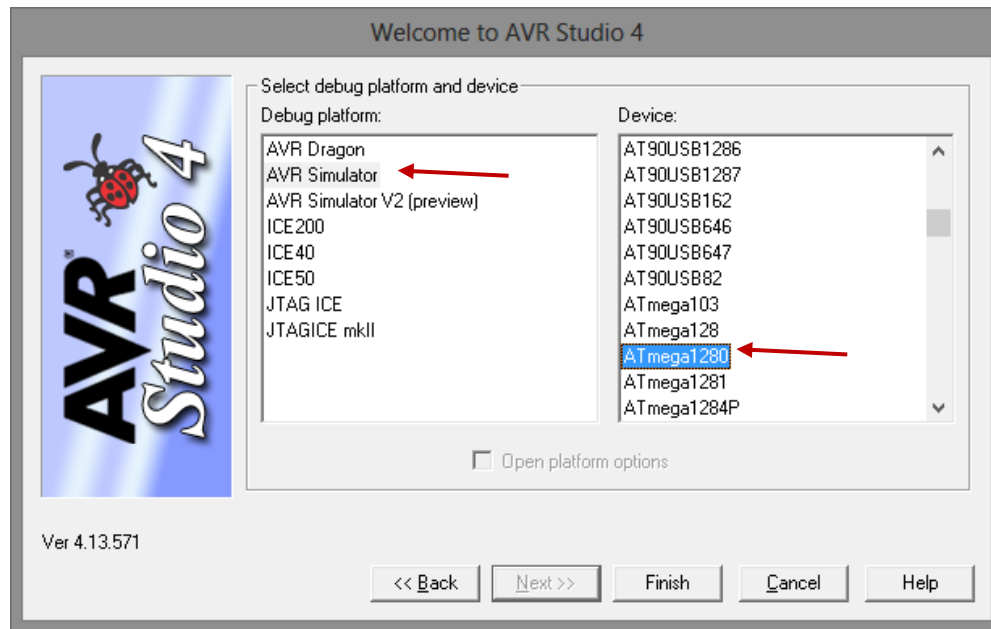 Welcome to AVR Studio 4
AVR®
Studio 4
Select debug platform and device
Debug platform:
AVR Dragon
AVR Simulator
AVR Simulator V2 (preview)
ICE200
ICE40
ICE50
JTAG ICE
JTAGICE mkII
Device:
AT90USB1286
AT90USB1287
AT90USB162
AT90USB646
AT90USB647
AT90USB82
ATmega103
ATmega128
ATmega1280
ATmega1281
ATmega1284P
Open platform options
Ver 4.13.571
<< Back
Next >>
Finish
Cancel
Help